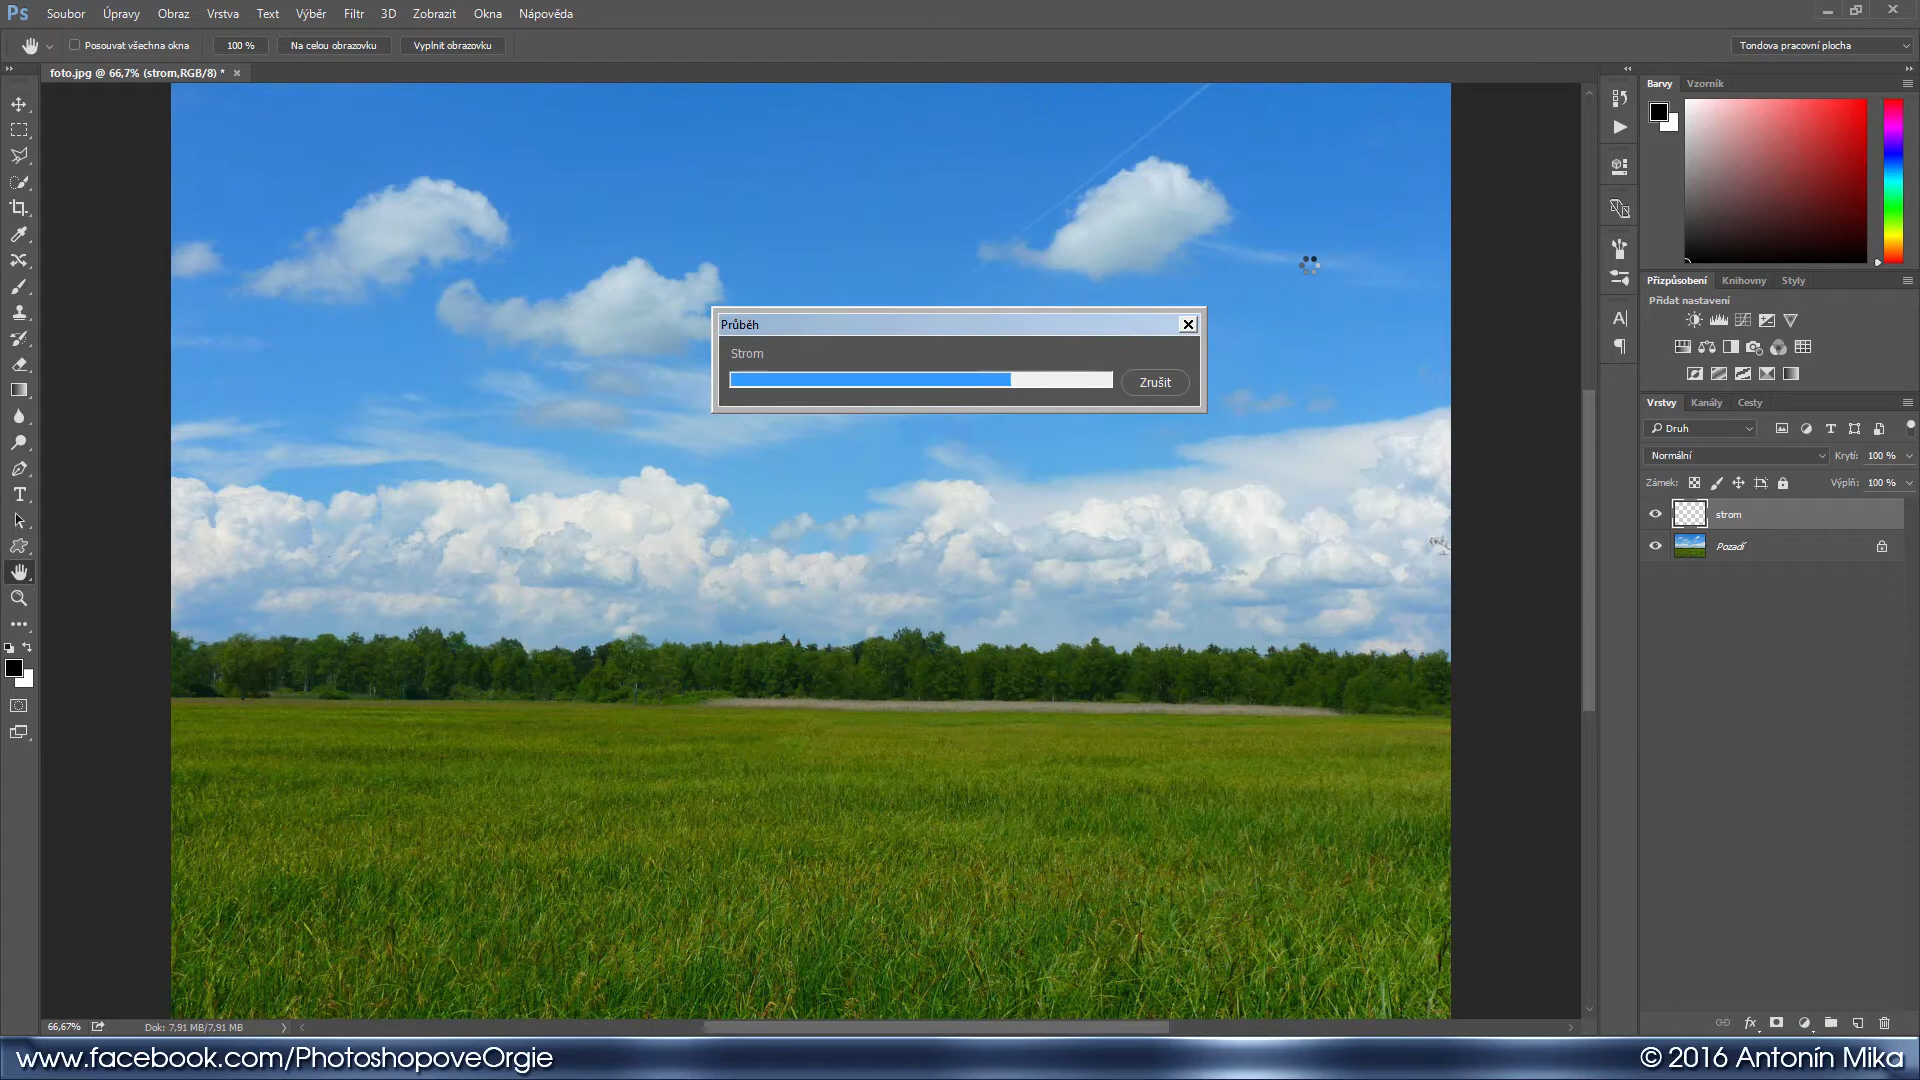 Ps Soubor Úpravy Obraz Vrstva Text Výběr Filtr 3D Zobrazit Okna Nápověda
Posouvat všechna okna 100 % Na celou obrazovku Vyplnit obrazovku Tondova pracovní plocha
foto.jpg @ 66,7% (strom,RGB/8) *
Barvy Vzorník
Přizpůsobení Knihovny Styly
Přidat nastavení
Průběh
Strom
Zrušit
Vrstvy Kanály Cesty
Druh
Normální Krytí: 100 %
Zámek: Výplň: 100 %
strom
Pozadí
66,67% Dok: 7,91 MB/7,91 MB
www.facebook.com/PhotoshopoveOrgie © 2016 Antonín Mika